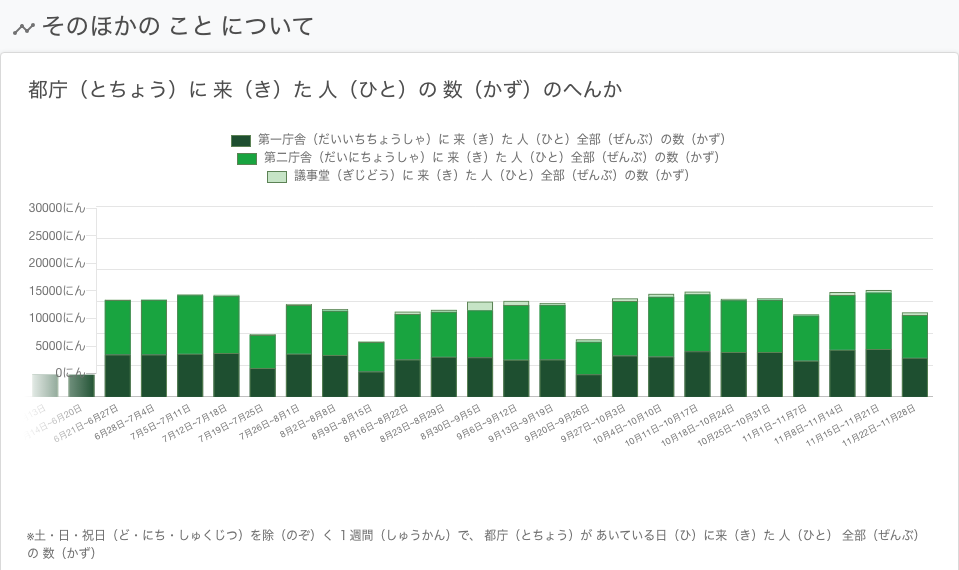 そのほかの こと について
都庁（とちょう）に 来（き）た 人（ひと）の 数（かず）のへんか
第一庁舎（だいいちちょうしゃ）に 来（き）た 人（ひと）全部（ぜんぶ）の数（かず）
第二庁舎（だいにちょうしゃ）に 来（き）た 人（ひと）全部（ぜんぶ）の数（かず）
議事堂（ぎじどう）に 来（き）た 人（ひと）全部（ぜんぶ）の数（かず）
30000にん
25000にん
20000にん
15000にん
10000にん
5000にん
0にん
6月21日~6月27日
6月28日~7月4日
7月5日~7月11日
7月12日~7月18日
7月19日~7月25日
7月26日~8月1日
8月2日~8月8日
8月9日~8月15日
8月16日~8月22日
8月23日~8月29日
8月30日~9月5日
9月6日~9月12日
9月13日~9月19日
9月20日~9月26日
9月27日~10月3日
10月4日~10月10日
10月11日~10月17日
10月18日~10月24日
10月25日~10月31日
11月1日~11月7日
11月8日~11月14日
11月15日~11月21日
11月22日~11月28日
※土・日・祝日（ど・にち・しゅくじつ）を除（のぞ）く １週間（しゅうかん）で、 都庁（とちょう）が あいている日（ひ）に来（き）た 人（ひと） 全部（ぜんぶ）
の 数（かず）